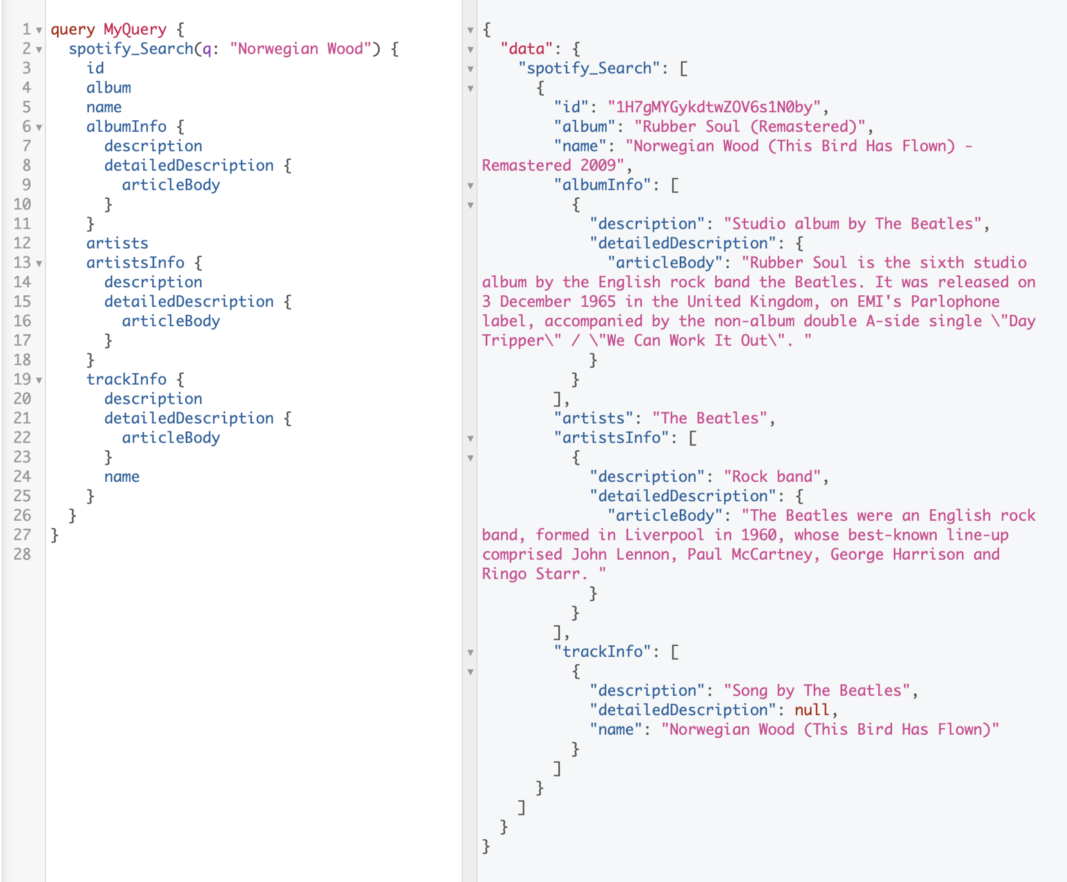 1 query MyQuery {
2 spotify_Search(q: "Norwegian Wood") {
3 id
4 album
5 name
6 albumInfo {
7 description
8 detailedDescription {
9 articleBody
10 }
11 }
12 artists
13 artistsInfo {
14 description
15 detailedDescription {
16 articleBody
17 }
18 }
19 trackInfo {
20 description
21 detailedDescription {
22 articleBody
23 }
24 name
25 }
26 }
27 }
28
{
"data": {
"spotify_Search": [
{
"id": "1H7gMYGykdtwZOV6s1N0by",
"album": "Rubber Soul (Remastered)",
"name": "Norwegian Wood (This Bird Has Flown) -
Remastered 2009",
"albumInfo": [
{
"description": "Studio album by The Beatles",
"detailedDescription": {
"articleBody": "Rubber Soul is the sixth studio
album by the English rock band the Beatles. It was released on
3 December 1965 in the United Kingdom, on EMI's Parlophone
label, accompanied by the non-album double A-side single \"Day
Tripper\" / \"We Can Work It Out\". "
}
}
],
"artists": "The Beatles",
"artistsInfo": [
{
"description": "Rock band",
"detailedDescription": {
"articleBody": "The Beatles were an English rock
band, formed in Liverpool in 1960, whose best-known line-up
comprised John Lennon, Paul McCartney, George Harrison and
Ringo Starr. "
}
}
],
"trackInfo": [
{
"description": "Song by The Beatles",
"detailedDescription": null,
"name": "Norwegian Wood (This Bird Has Flown)"
}
]
}
]
}
}